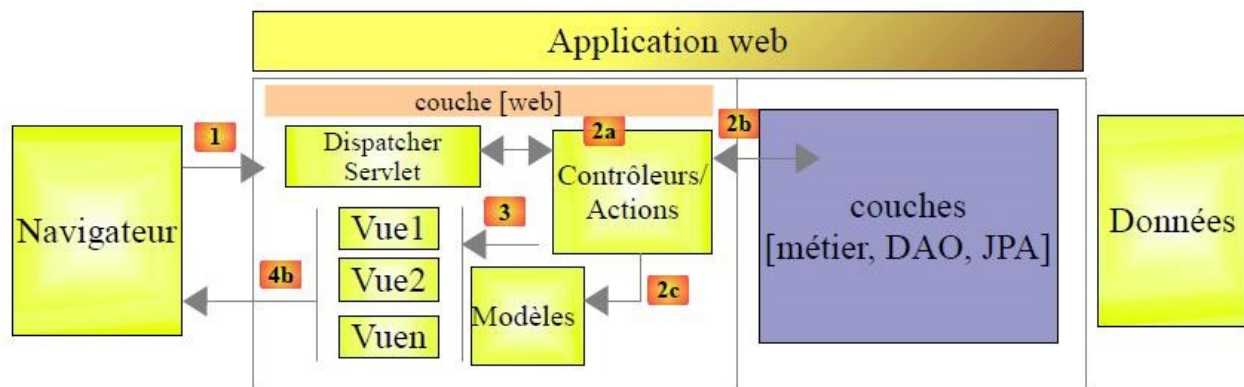 Application web
couche [web]
1
Dispatcher
Servlet
2a
2b
Contrôleurs/
Actions
couches
[métier, DAO, JPA]
Navigateur
Données
Vue1
3
Vue2
4b
2c
Modèles
Vuen